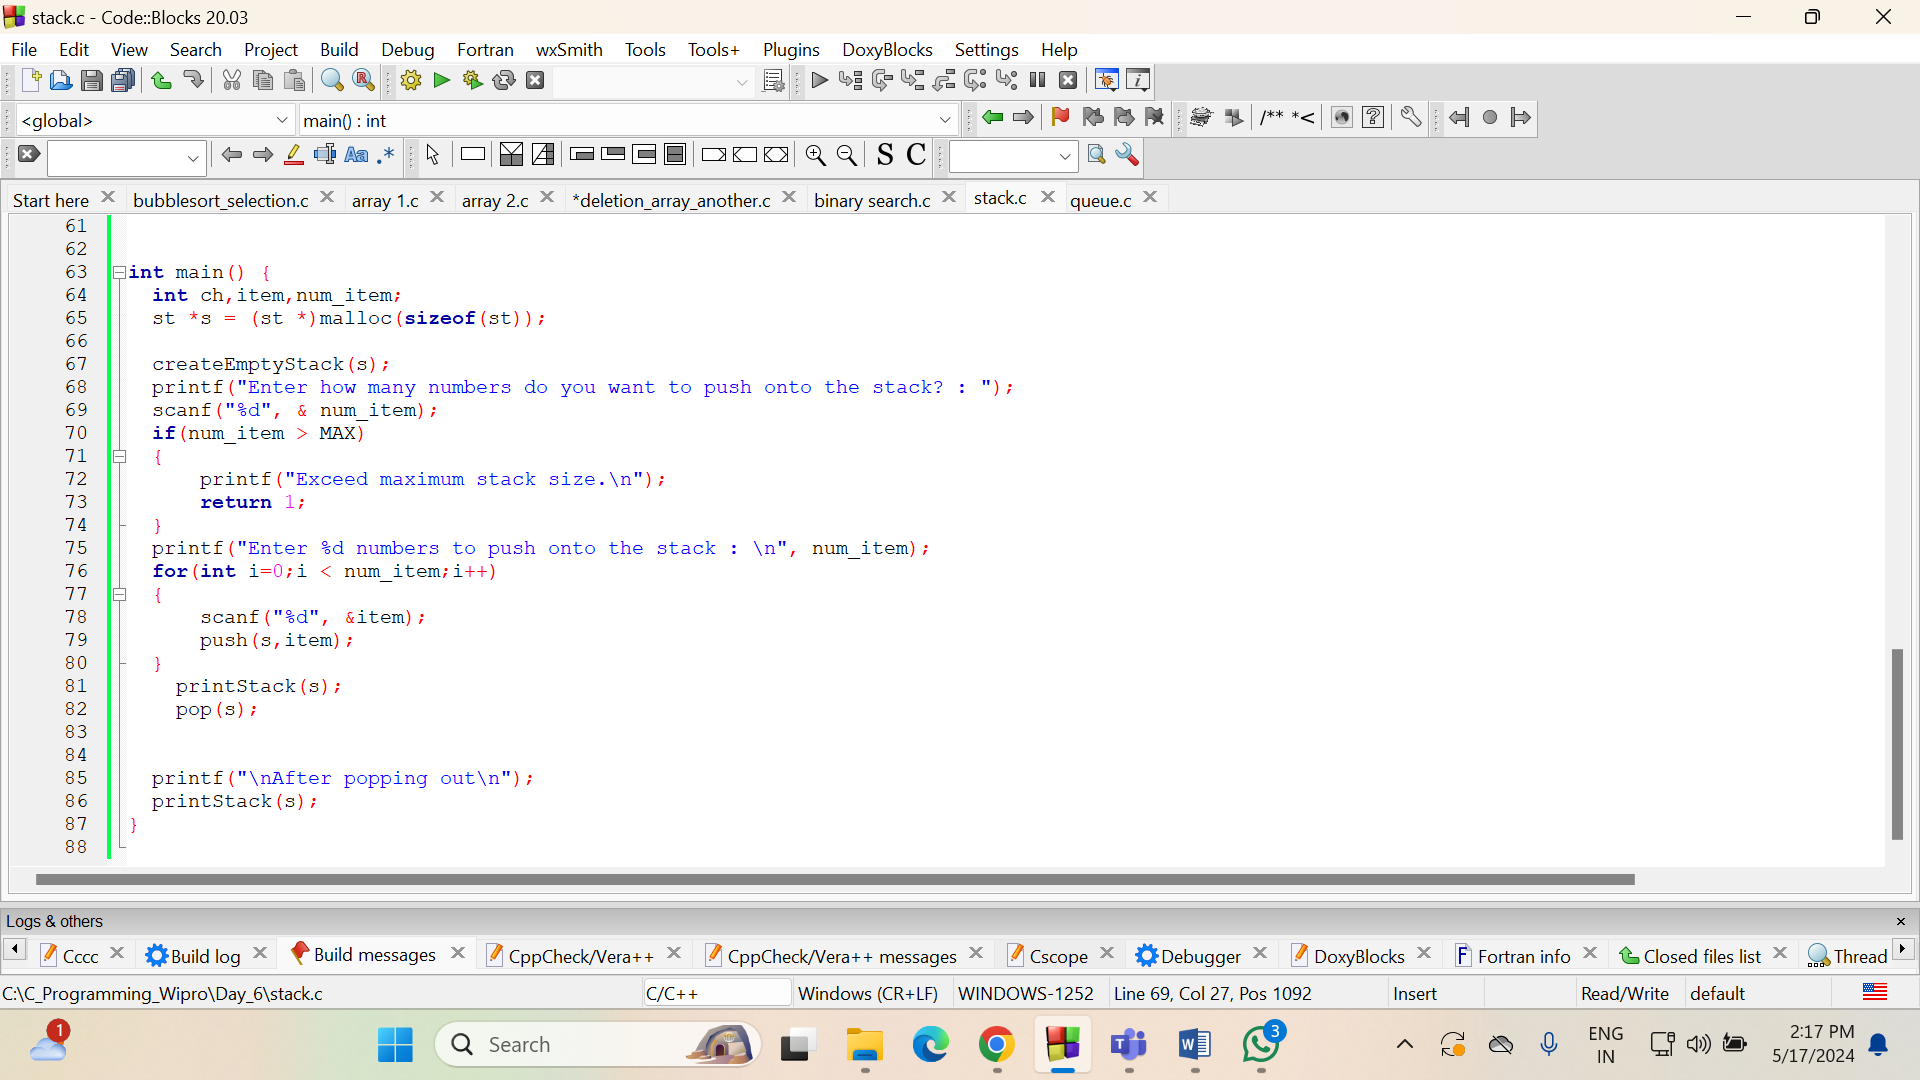 stack.c - Code::Blocks 20.03
File Edit View Search Project Build Debug Fortran wxSmith Tools Tools+ Plugins DoxyBlocks Settings Help
<global> main() : int /** *<
Aa .* S C
Start here bubblesort_selection.c array 1.c array 2.c *deletion_array_another.c binary search.c stack.c queue.c
61
62
63 int main() {
64 int ch,item,num_item;
65 st *s = (st *)malloc(sizeof(st));
66
67 createEmptyStack(s);
68 printf("Enter how many numbers do you want to push onto the stack? : ");
69 scanf("%d", & num_item);
70 if(num_item > MAX)
71 {
72 printf("Exceed maximum stack size.\n");
73 return 1;
74 }
75 printf("Enter %d numbers to push onto the stack : \n", num_item);
76 for(int i=0;i < num_item;i++)
77 {
78 scanf("%d", &item);
79 push(s,item);
80 }
81 printStack(s);
82 pop(s);
83
84
85 printf("\nAfter popping out\n");
86 printStack(s);
87 }
88
Logs & others
Cccc Build log Build messages CppCheck/Vera++ CppCheck/Vera++ messages Cscope Debugger DoxyBlocks Fortran info Closed files list Thread
C:\C_Programming_Wipro\Day_6\stack.c C/C++ Windows (CR+LF) WINDOWS-1252 Line 69, Col 27, Pos 1092 Insert Read/Write default
1 Search 3 ENG IN 2:17 PM 5/17/2024